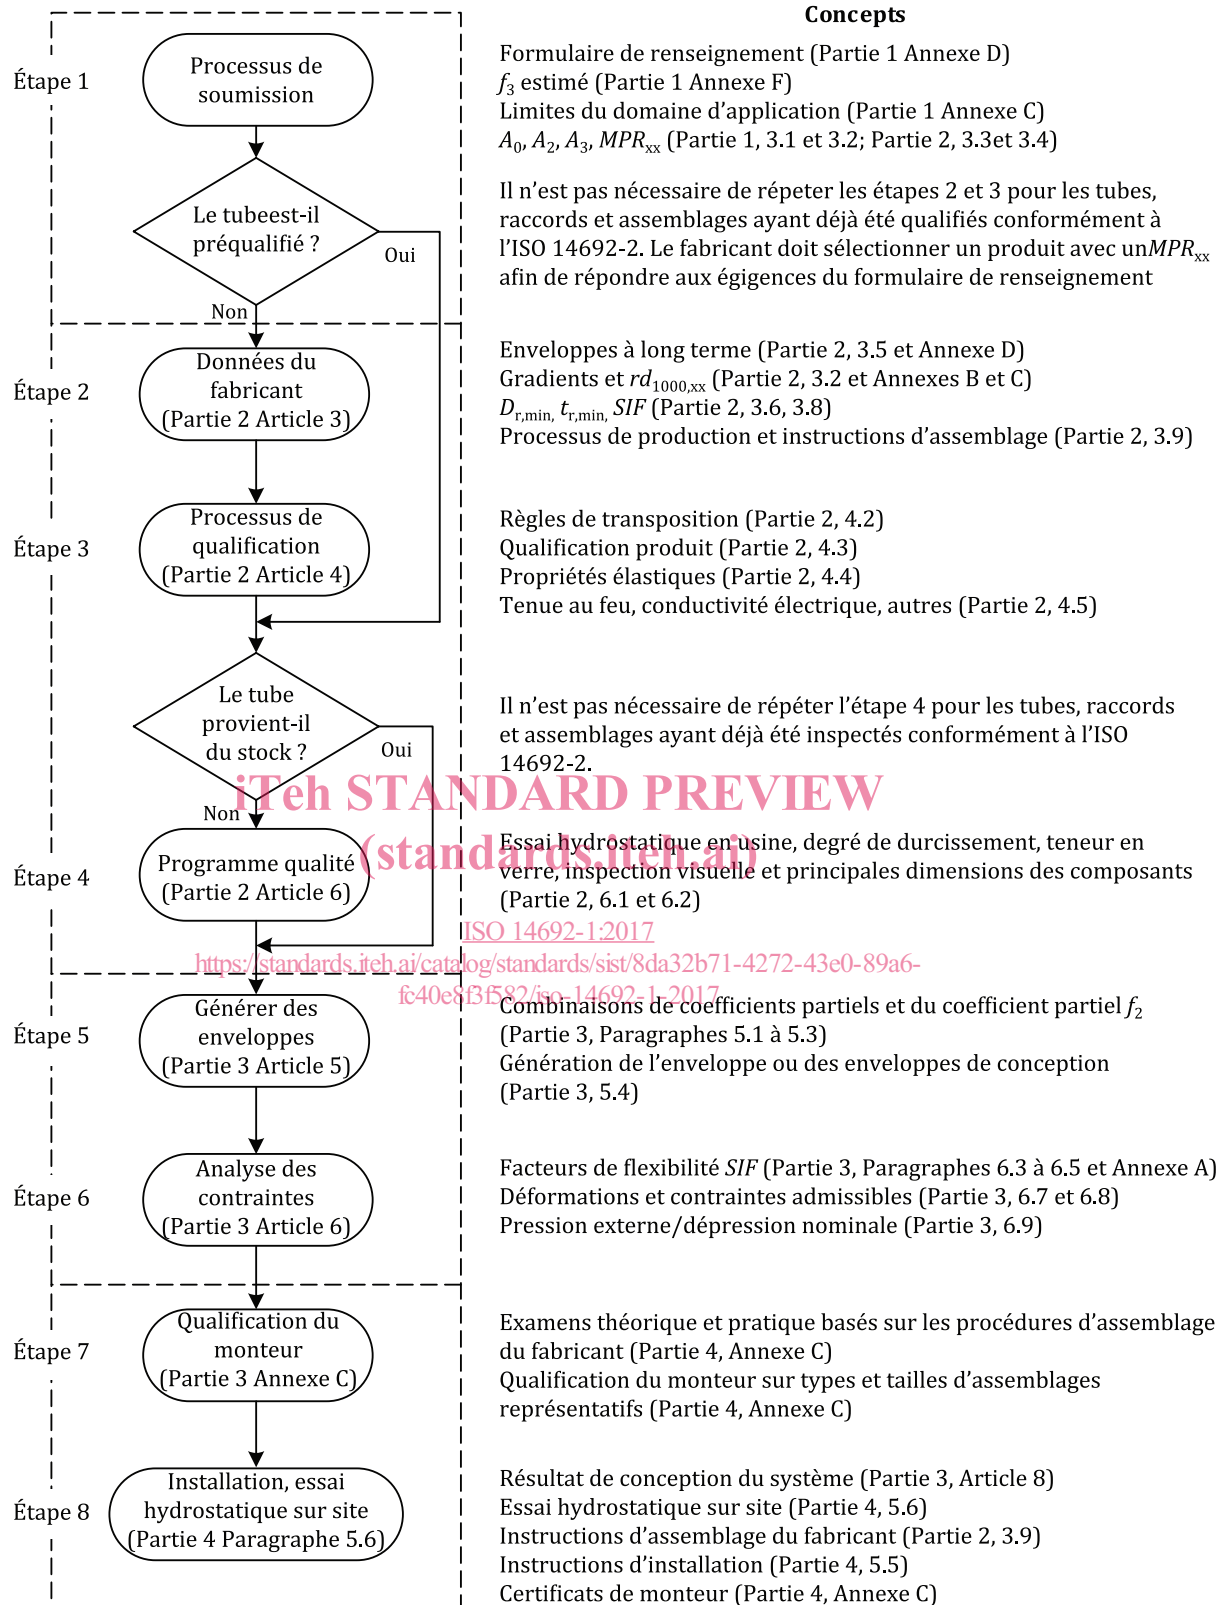 Concepts
Étape 1
Processus de
soumission
Formulaire de renseignement (Partie 1 Annexe D)
f3 estimé (Partie 1 Annexe F)
Limites du domaine d'application (Partie 1 Annexe C)
A0, A2, A3, MPRxx (Partie 1, 3.1 et 3.2; Partie 2, 3.3et 3.4)
Le tubeest-il
préqualifié ?
Oui
Non
Il n'est pas nécessaire de répeter les étapes 2 et 3 pour les tubes,
raccords et assemblages ayant déjà été qualifiés conformément à
l'ISO 14692-2. Le fabricant doit sélectionner un produit avec unMPRxx
afin de répondre aux égigences du formulaire de renseignement
Étape 2
Données du
fabricant
(Partie 2 Article 3)
Enveloppes à long terme (Partie 2, 3.5 et Annexe D)
Gradients et rd1000,xx (Partie 2, 3.2 et Annexes B et C)
Dr,min, tr,min, SIF (Partie 2, 3.6, 3.8)
Processus de production et instructions d'assemblage (Partie 2, 3.9)
Étape 3
Processus de
qualification
(Partie 2 Article 4)
Règles de transposition (Partie 2, 4.2)
Qualification produit (Partie 2, 4.3)
Propriétés élastiques (Partie 2, 4.4)
Tenue au feu, conductivité électrique, autres (Partie 2, 4.5)
Le tube
provient-il
du stock ?
Oui
Non
Il n'est pas nécessaire de répéter l'étape 4 pour les tubes, raccords
et assemblages ayant déjà été inspectés conformément à l'ISO
14692-2.
iTeh STANDARD PREVIEW
(standards.iteh.ai)
Étape 4
Programme qualité
(Partie 2 Article 6)
Essai hydrostatique en usine, degré de durcissement, teneur en
verre, inspection visuelle et principales dimensions des composants
(Partie 2, 6.1 et 6.2)
ISO 14692-1:2017
https://standards.iteh.ai/catalog/standards/sist/8da32b71-4272-43e0-89a6-
fc40e8f3f582/iso-14692-1-2017
Étape 5
Générer des
enveloppes
(Partie 3 Article 5)
Combinaisons de coefficients partiels et du coefficient partiel f2
(Partie 3, Paragraphes 5.1 à 5.3)
Génération de l'enveloppe ou des enveloppes de conception
(Partie 3, 5.4)
Étape 6
Analyse des
contraintes
(Partie 3 Article 6)
Facteurs de flexibilité SIF (Partie 3, Paragraphes 6.3 à 6.5 et Annexe A)
Déformations et contraintes admissibles (Partie 3, 6.7 et 6.8)
Pression externe/dépression nominale (Partie 3, 6.9)
Étape 7
Qualification du
monteur
(Partie 3 Annexe C)
Examens théorique et pratique basés sur les procédures d'assemblage
du fabricant (Partie 4, Annexe C)
Qualification du monteur sur types et tailles d'assemblages
représentatifs (Partie 4, Annexe C)
Étape 8
Installation, essai
hydrostatique sur site
(Partie 4 Paragraphe 5.6)
Résultat de conception du système (Partie 3, Article 8)
Essai hydrostatique sur site (Partie 4, 5.6)
Instructions d'assemblage du fabricant (Partie 2, 3.9)
Instructions d'installation (Partie 4, 5.5)
Certificats de monteur (Partie 4, Annexe C)